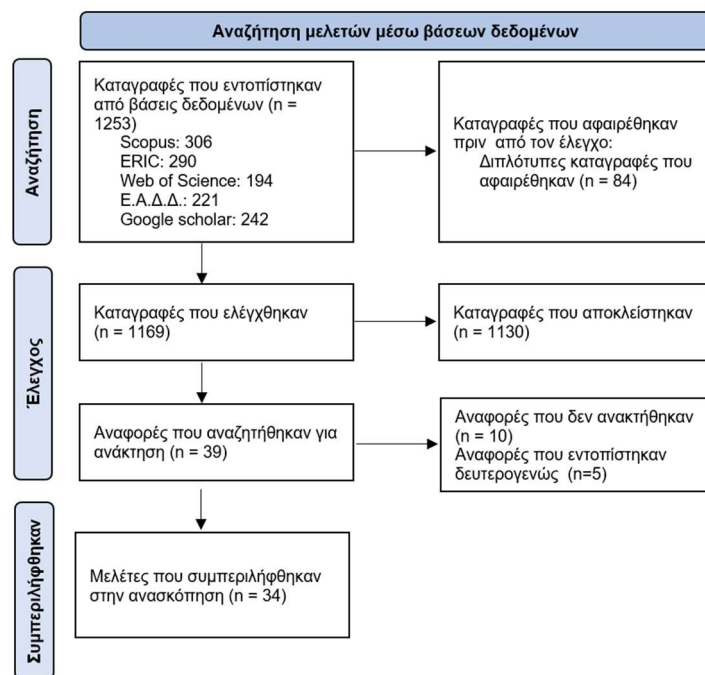 Αναζήτηση μελετών μέσω βάσεων δεδομένων
Αναζήτηση
Καταγραφές που εντοπίστηκαν
από βάσεις δεδομένων (n =
1253)
Scopus: 306
ERIC: 290
Web of Science: 194
Ε.Α.Δ.Δ.: 221
Google scholar: 242
Καταγραφές που αφαιρέθηκαν
πριν από τον έλεγχο:
Διπλότυπες καταγραφές που
αφαιρέθηκαν (n = 84)
Έλεγχος
Καταγραφές που ελέγχθηκαν
(n = 1169)
Καταγραφές που αποκλείστηκαν
(n = 1130)
Αναφορές που αναζητήθηκαν για
ανάκτηση (n = 39)
Αναφορές που δεν ανακτήθηκαν
(n = 10)
Αναφορές που εντοπίστηκαν
δευτερογενώς (n=5)
Συμπεριλήφθηκαν
Μελέτες που συμπεριλήφθηκαν
στην ανασκόπηση (n = 34)